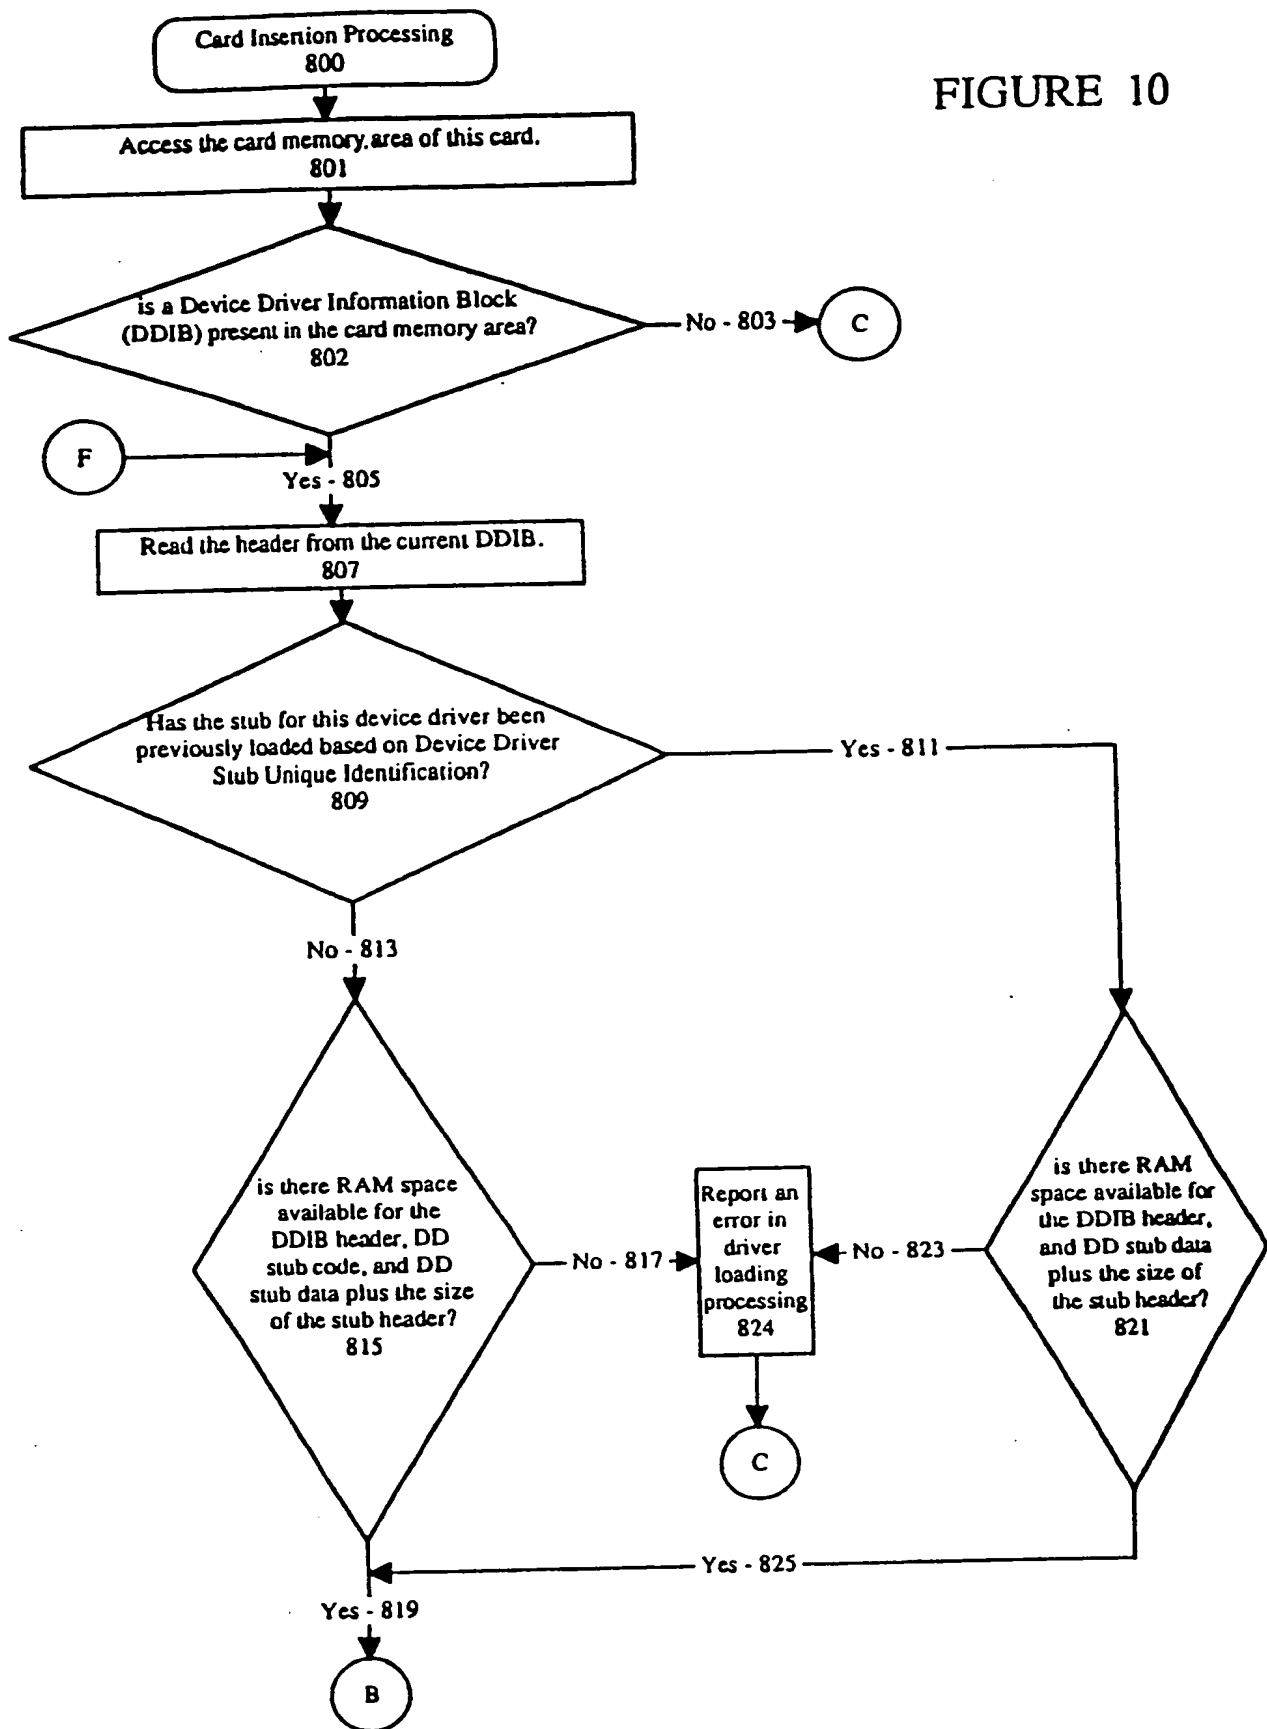 Card Insertion Processing
800
FIGURE 10
Access the card memory.area of this card.
801
is a Device Driver Information Block
(DDIB) present in the card memory area?
802
No - 803
C
F
Yes - 805
Read the header from the current DDIB.
807
Has the stub for this device driver been
previously loaded based on Device Driver
Stub Unique Identification?
809
Yes - 811
No - 813
is there RAM space
available for the
DDIB header, DD
stub code, and DD
stub data plus the size
of the stub header?
815
No - 817
Report an
error in
driver
loading
processing
824
No - 823
is there RAM
space available for
the DDIB header,
and DD stub data
plus the size of
the stub header?
821
C
Yes - 825
Yes - 819
B